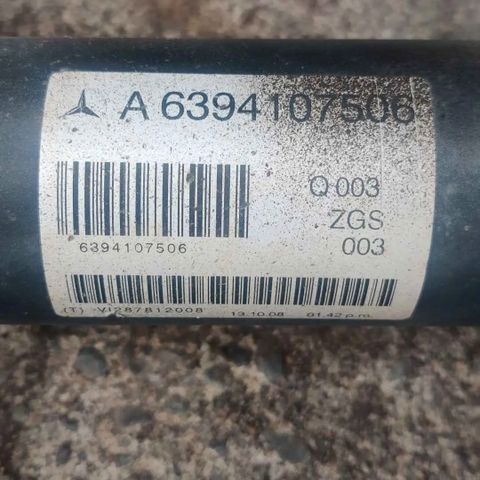 A 6394107506
Q 003
ZGS
003
6394107506
(T) VI287812008 13.10.08 01.42 p.m.